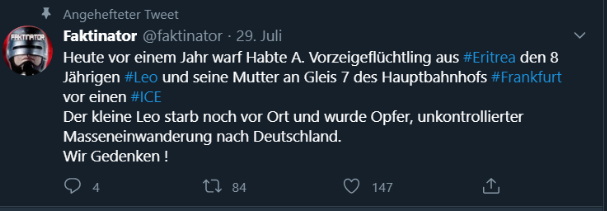 Angehefteter Tweet
FAKTINATOR
Faktinator @faktinator · 29. Juli
Heute vor einem Jahr warf Habte A. Vorzeigeflüchtling aus #Eritrea den 8
Jährigen #Leo und seine Mutter an Gleis 7 des Hauptbahnhofs #Frankfurt
vor einen #ICE
Der kleine Leo starb noch vor Ort und wurde Opfer, unkontrollierter
Masseneinwanderung nach Deutschland.
Wir Gedenken !
4 84 147